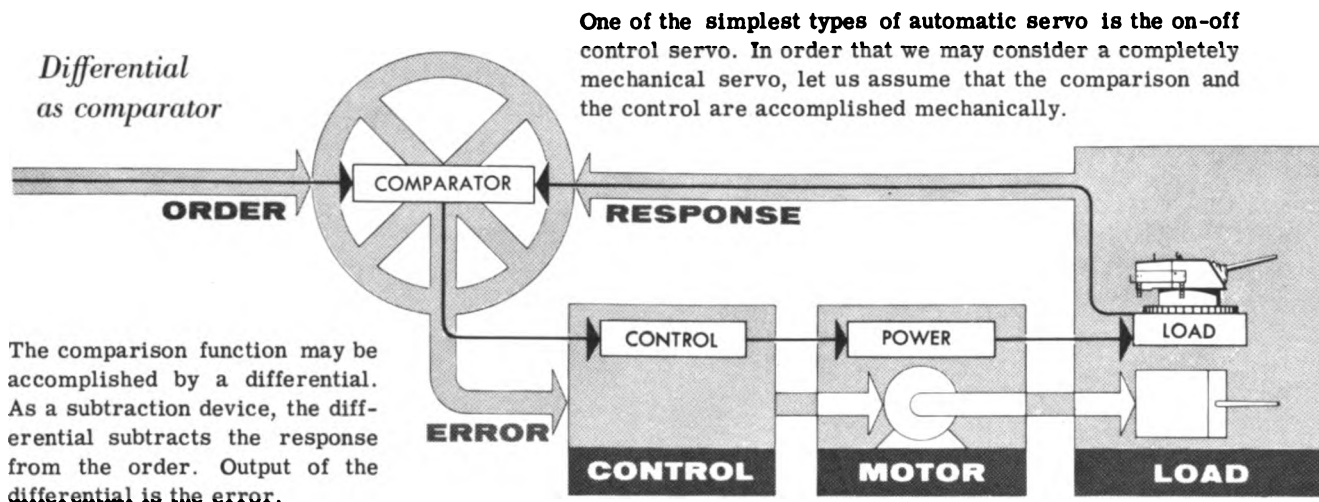 One of the simplest types of automatic servo is the on-off
control servo. In order that we may consider a completely
mechanical servo, let us assume that the comparison and
the control are accomplished mechanically.
Differential
as comparator
COMPARATOR
ORDER
RESPONSE
The comparison function may be
accomplished by a differential.
As a subtraction device, the diff-
erential subtracts the response
from the order. Output of the
differential is the error.
ERROR
CONTROL
POWER
LOAD
CONTROL
MOTOR
LOAD